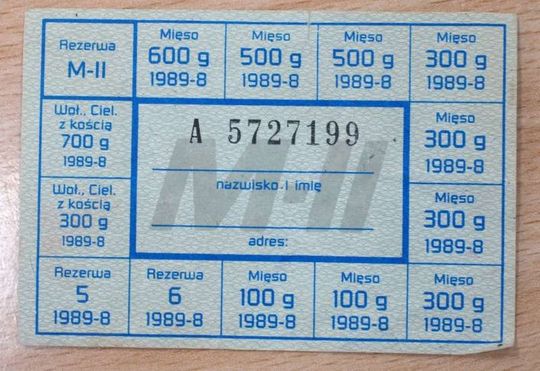 Rezerwa
M-II
Mięso
600 g
1989-8
Mięso
500 g
1989-8
Mięso
500 g
1989-8
Mięso
300 g
1989-8
Woł., Ciel.
z kością
700 g
1989-8
A 5727199
M-II
nazwisko i imię
adres:
Mięso
300 g
1989-8
Woł., Ciel.
z kością
300 g
1989-8
Mięso
300 g
1989-8
Rezerwa
5
1989-8
Rezerwa
6
1989-8
Mięso
100 g
1989-8
Mięso
100 g
1989-8
Mięso
300 g
1989-8